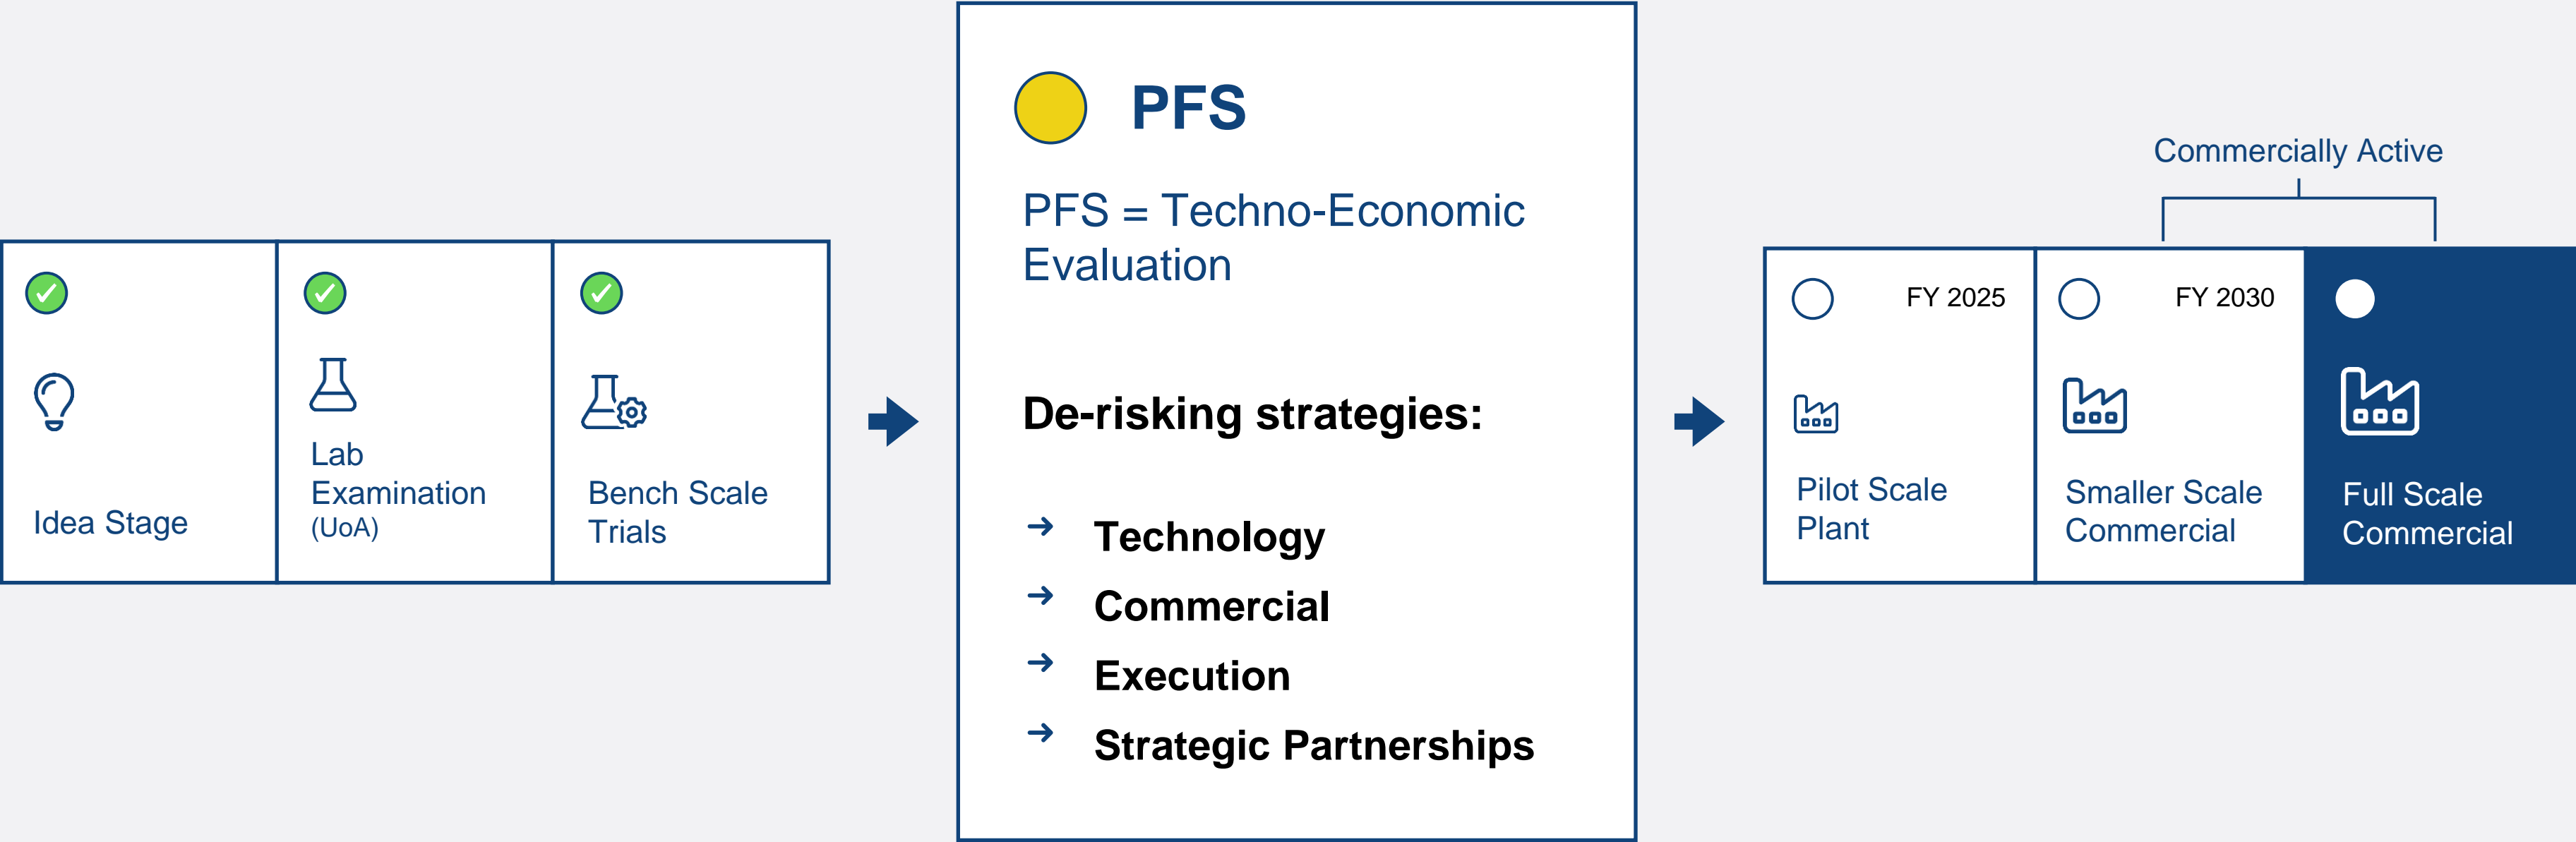 Idea Stage
Lab
Examination
(UoA)
Bench Scale
Trials
PFS
PFS = Techno-Economic
Evaluation
De-risking strategies:
Technology
Commercial
Execution
Strategic Partnerships
Commercially Active
FY 2025
Pilot Scale
Plant
FY 2030
Smaller Scale
Commercial
Full Scale
Commercial